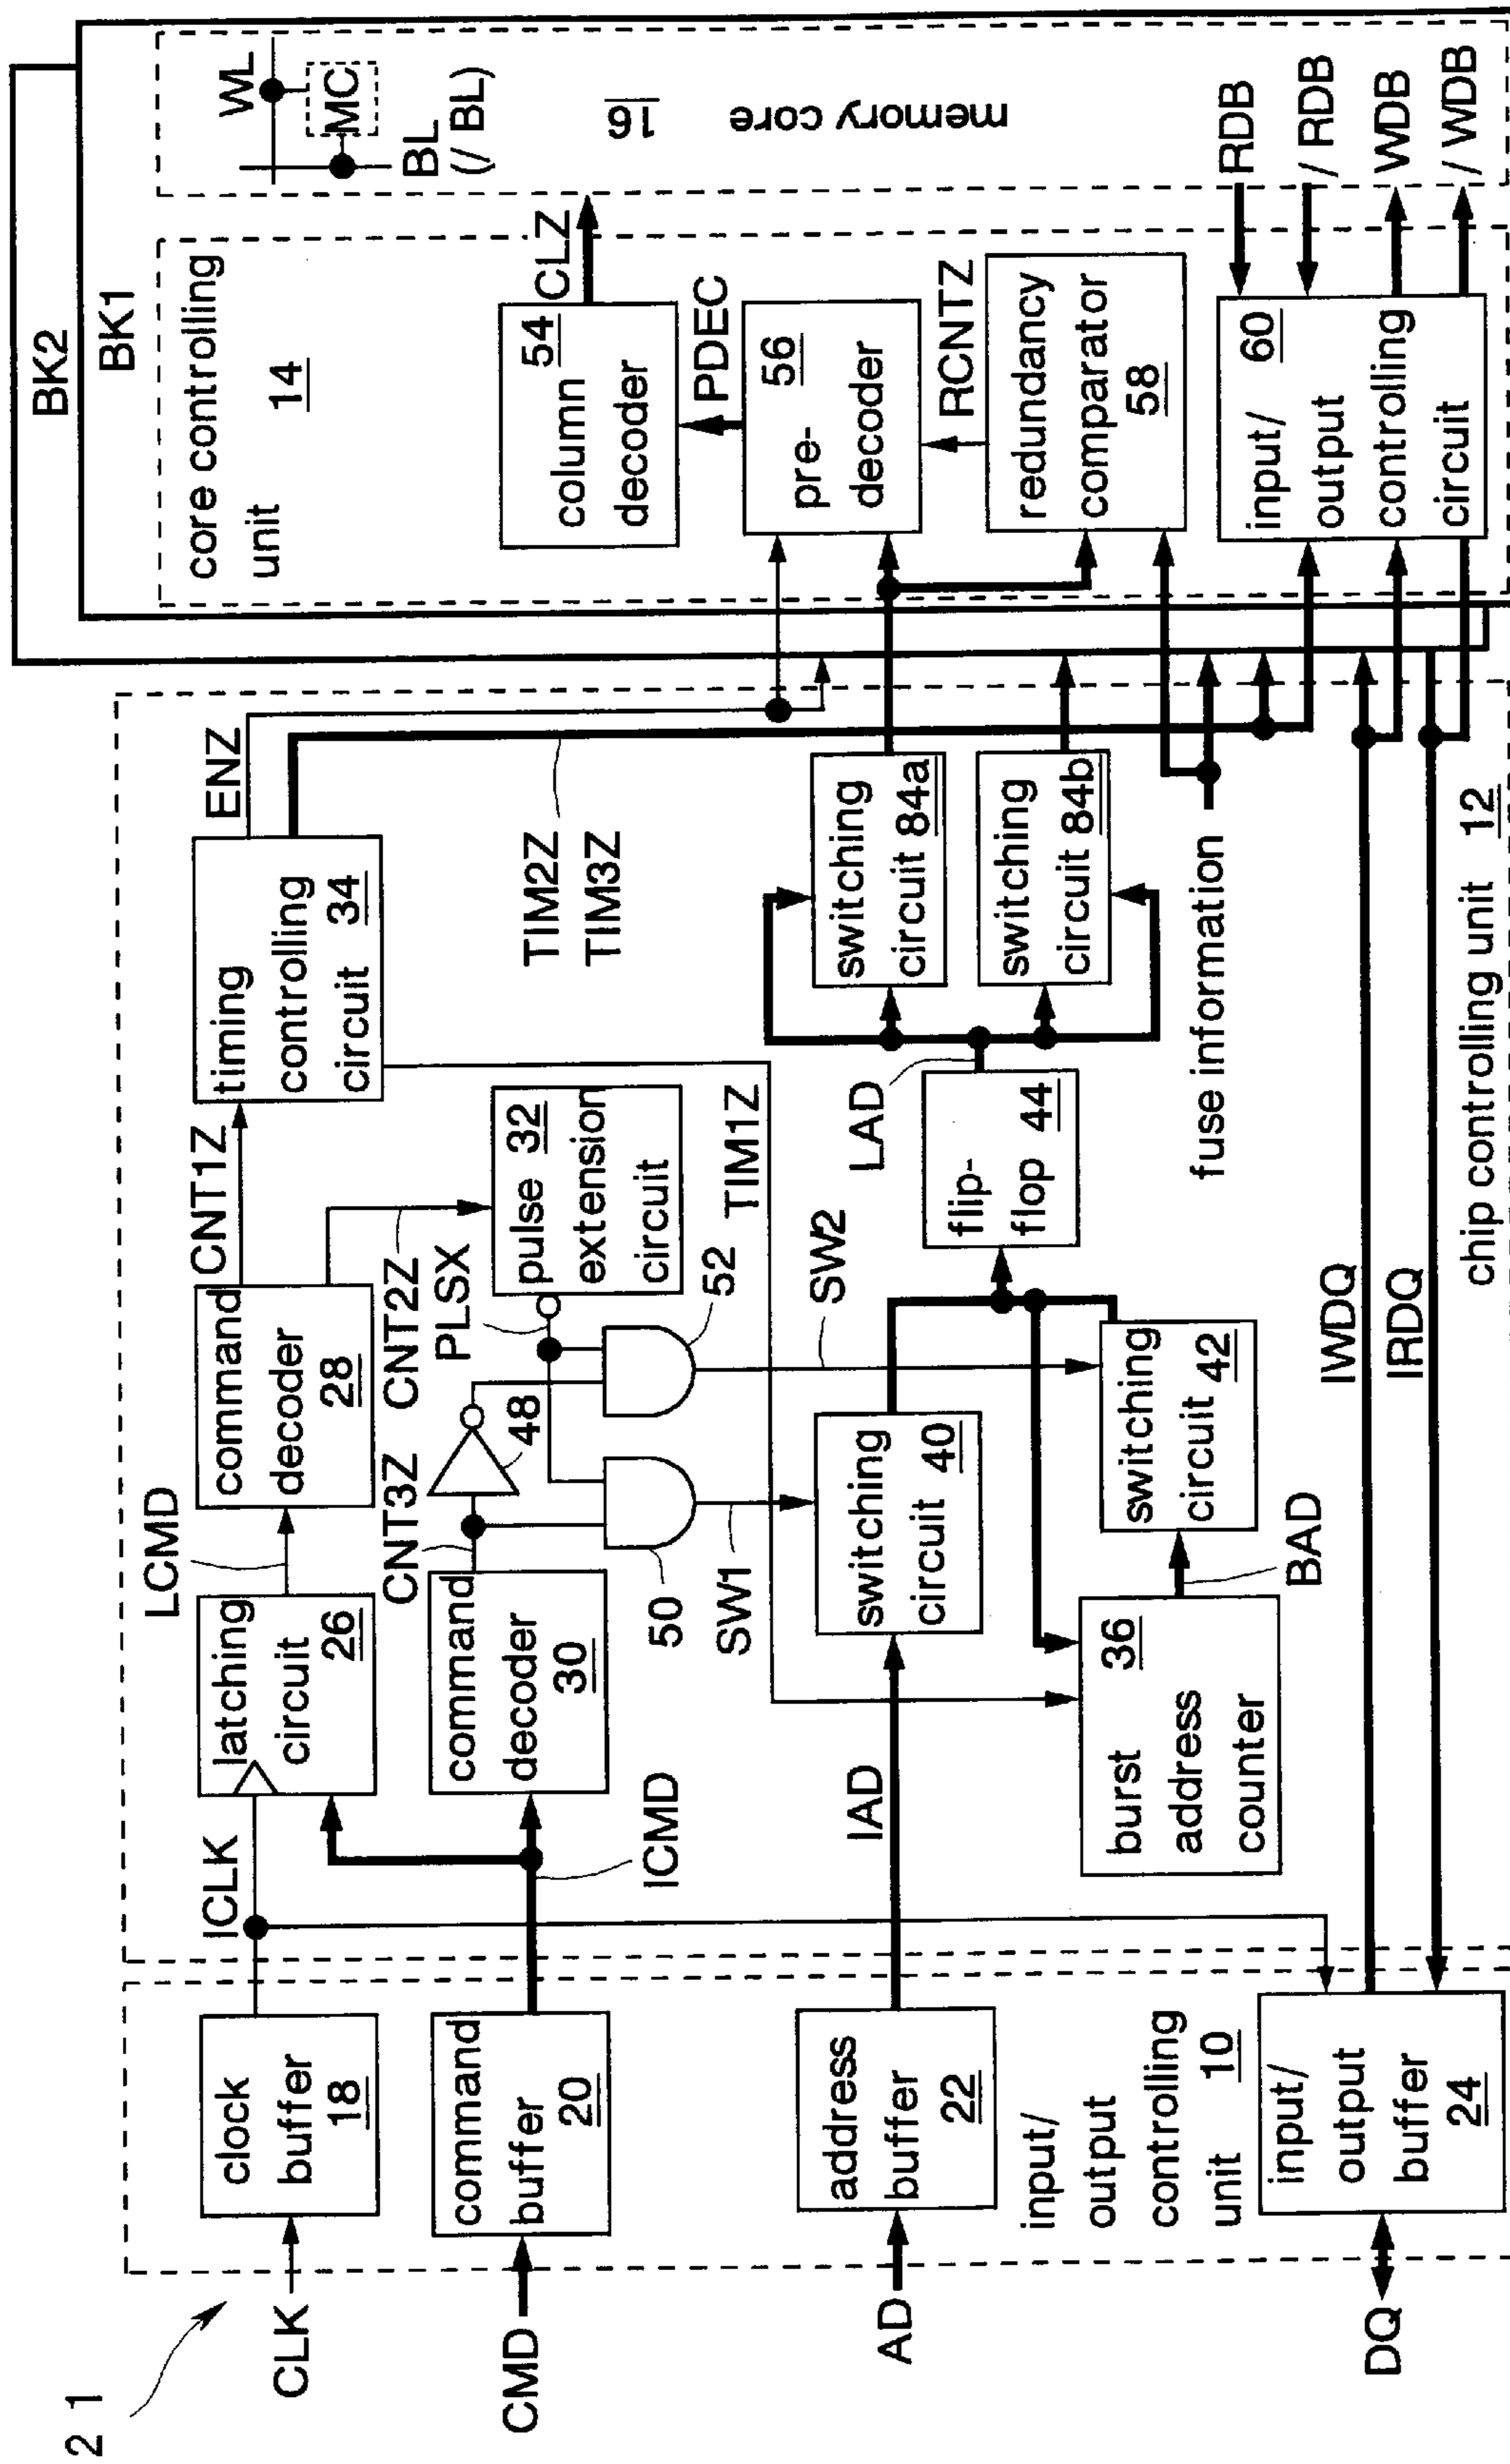 2 1
CLK
CMD
AD
DQ
clock
buffer
18
command
buffer
20
address
buffer
22
input/
output
controlling
unit 10
input/
output
buffer
24
ICLK
ICMD
IAD
latching
circuit
26
LCMD
command
decoder
28
CNT1Z
timing
controlling
circuit 34
ENZ
command
decoder
30
CNT3Z
48
CNT2Z
PLSX
pulse 32
extension
circuit
50
52
SW1
SW2
TIM1Z
TIM2Z
TIM3Z
burst 36
address
counter
BAD
switching
circuit 40
switching
circuit 42
flip-
flop 44
LAD
switching
circuit 84a
switching
circuit 84b
fuse information
IWDQ
IRDQ
chip controlling unit 12
BK2
BK1
core controlling
unit 14
column
decoder
54
CLZ
PDEC
pre-
decoder
56
RCNTZ
redundancy
comparator
58
input/
output
controlling
circuit
60
WL
MC
BL
(/ BL)
memory core 16
RDB
/ RDB
WDB
/ WDB